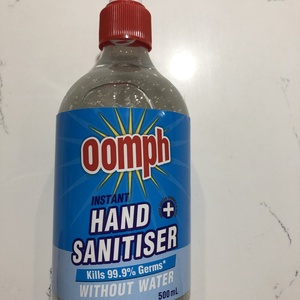 oomph
INSTANT
HAND
SANITISER
Kills 99.9% Germs*
WITHOUT WATER
500 mL